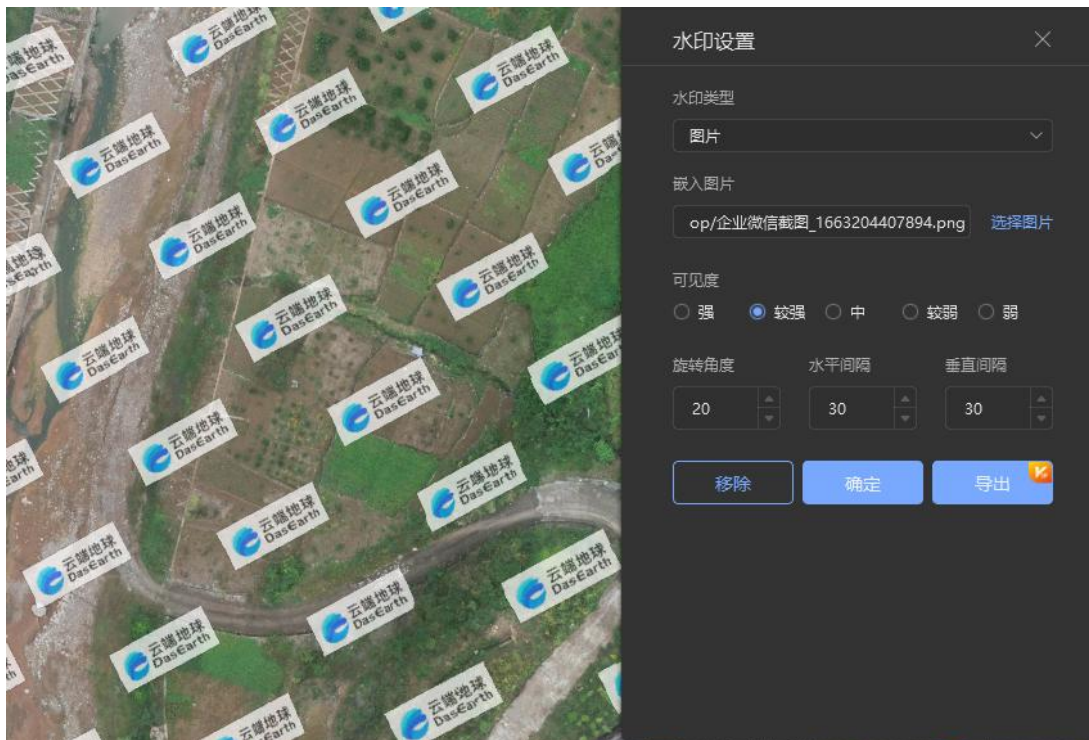 云端地球
DasEarth
水印设置
水印类型
图片
嵌入图片
op/企业微信截图_1663204407894.png
选择图片
可见度
强
较强
中
较弱
弱
旋转角度
水平间隔
垂直间隔
20
30
30
移除
确定
导出